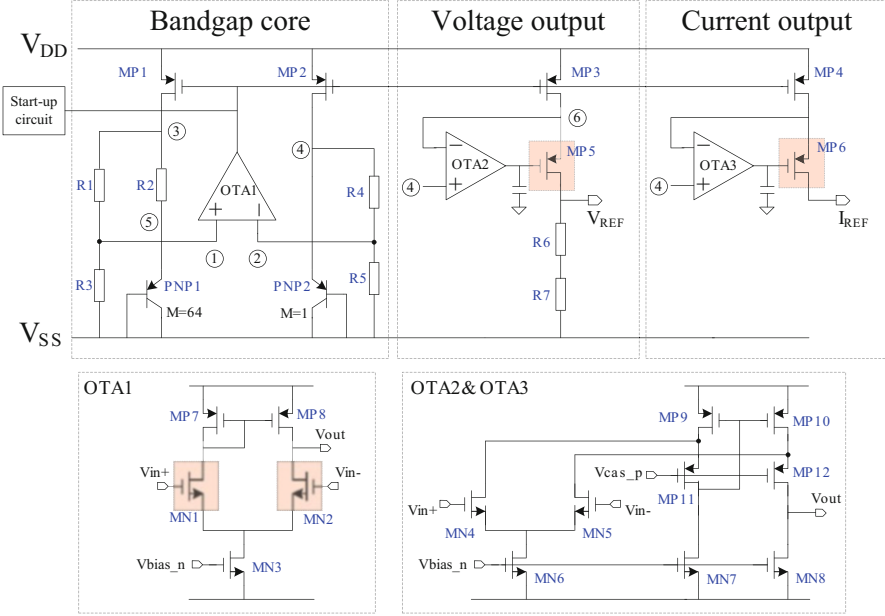 Bandgap core
Voltage output
Current output
VDD
MP1
MP2
MP3
MP4
Start-up
circuit
3
6
4
OTA2
MP5
OTA3
MP6
R1
R2
OTA1
R4
4
4
5
VREF
IREF
1
2
R6
R3
PNP1
PNP2
R5
R7
M=64
M=1
VSS
OTA1
MP7
MP8
Vout
Vin+
Vin-
MN1
MN2
Vbias_n
MN3
OTA2& OTA3
MP9
MP10
Vcas_p
MP11
MP12
Vin+
Vin-
Vout
MN4
MN5
Vbias_n
MN6
MN7
MN8